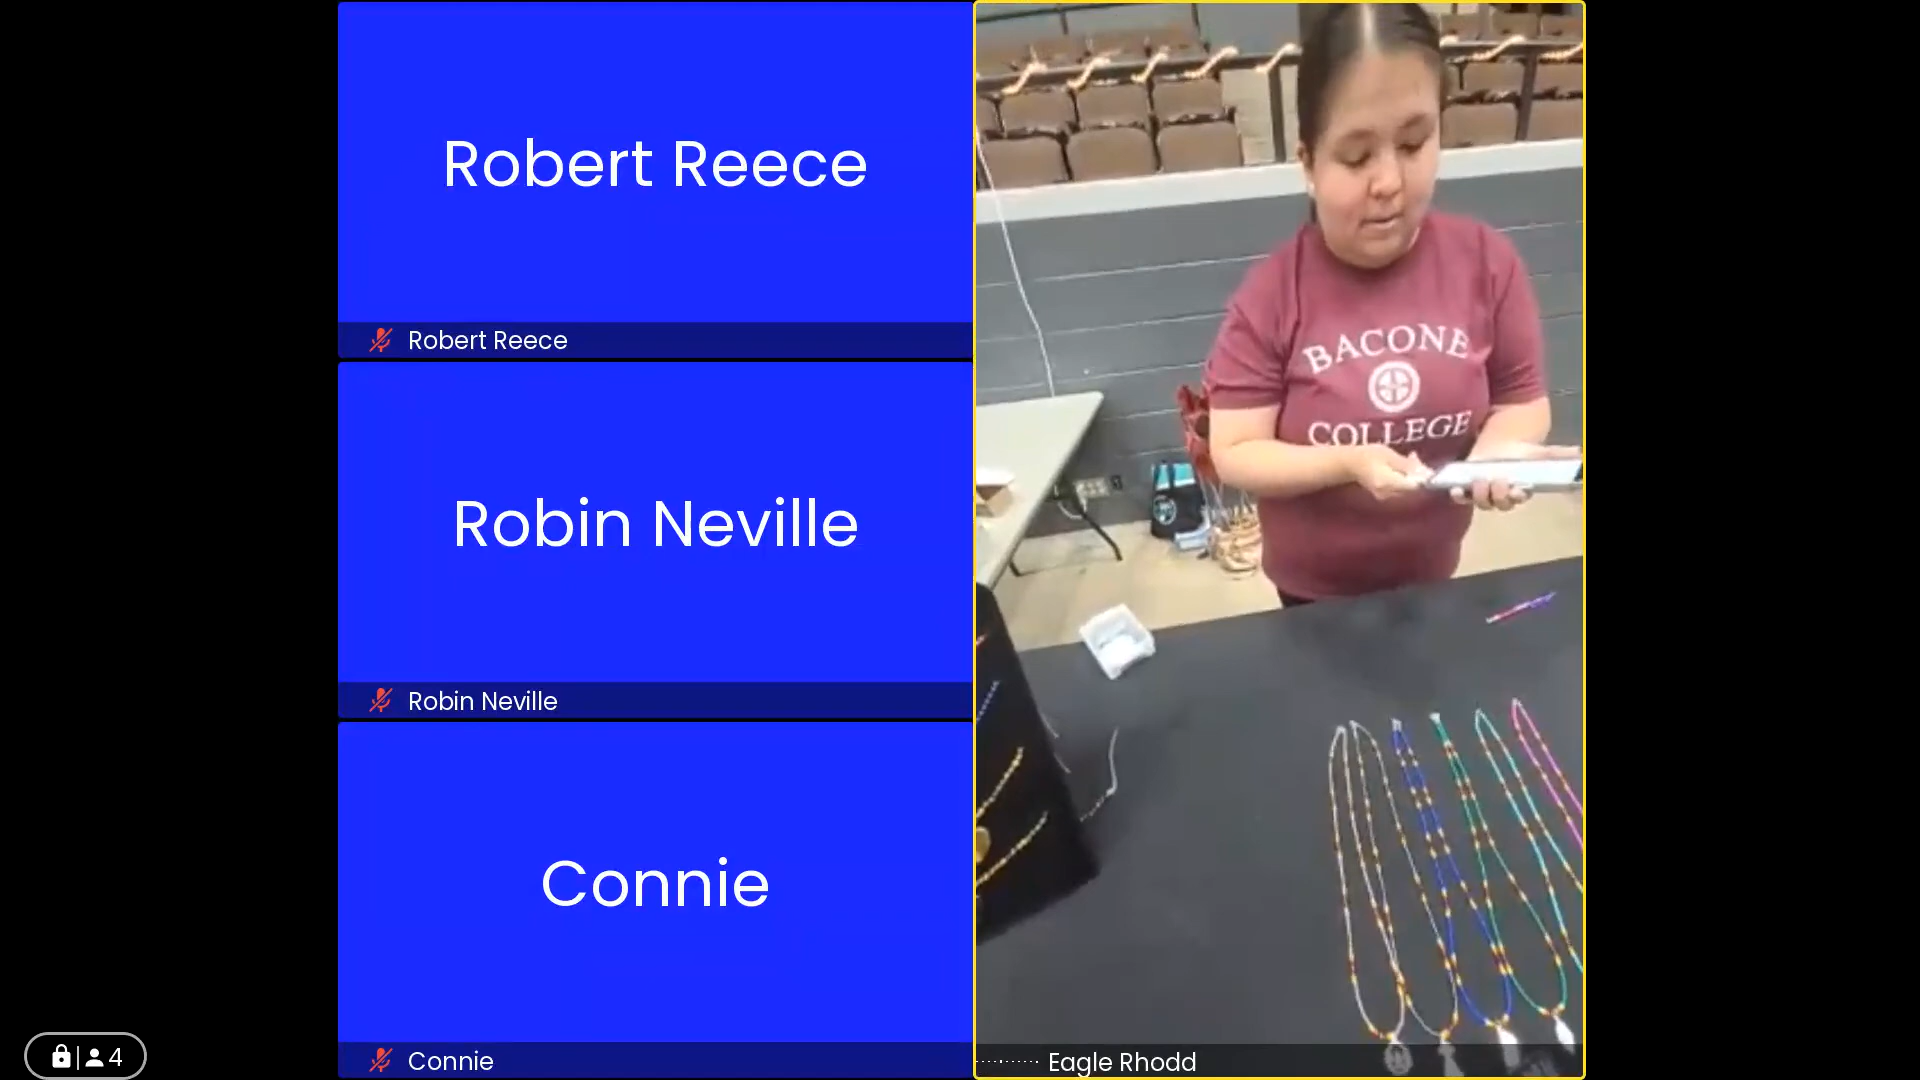 Robert Reece
Robert Reece
Robin Neville
Robin Neville
Connie
Connie
BACONE
COLLEGE
Eagle Rhodd
4